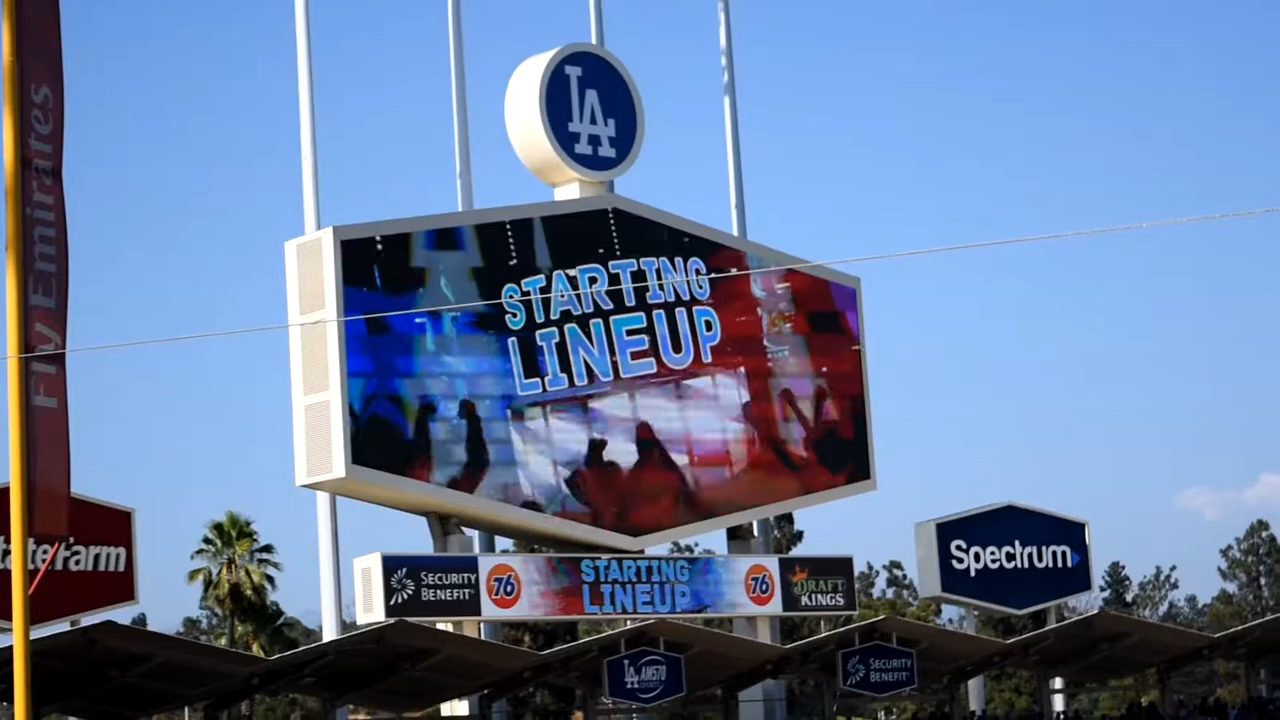 Fly Emirates
LA
STARTING
LINEUP
StateFarm
SECURITY
BENEFIT
76
STARTING
LINEUP
76
DRAFT
KINGS
Spectrum
LA AM570
SPORTS
SECURITY
BENEFIT